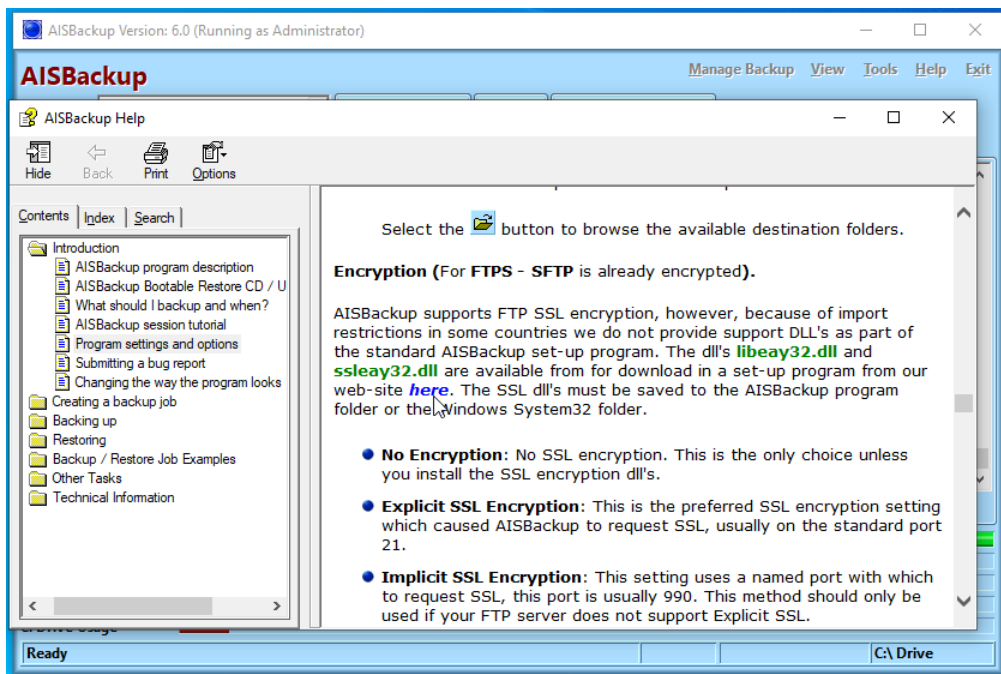 AISBackup Version: 6.0 (Running as Administrator)
AISBackup
Manage Backup View Tools Help Exit
AISBackup Help
Hide Back Print Options
Contents Index Search
Introduction
AISBackup program description
AISBackup Bootable Restore CD / U
What should I backup and when?
AISBackup session tutorial
Program settings and options
Submitting a bug report
Changing the way the program looks
Creating a backup job
Backing up
Restoring
Backup / Restore Job Examples
Other Tasks
Technical Information
Select the button to browse the available destination folders.
Encryption (For FTPS - SFTP is already encrypted).
AISBackup supports FTP SSL encryption, however, because of import
restrictions in some countries we do not provide support DLL's as part of
the standard AISBackup set-up program. The dll's libeay32.dll and
ssleay32.dll are available from for download in a set-up program from our
web-site here. The SSL dll's must be saved to the AISBackup program
folder or the Windows System32 folder.
No Encryption: No SSL encryption. This is the only choice unless
you install the SSL encryption dll's.
Explicit SSL Encryption: This is the preferred SSL encryption setting
which caused AISBackup to request SSL, usually on the standard port
21.
Implicit SSL Encryption: This setting uses a named port with which
to request SSL, this port is usually 990. This method should only be
used if your FTP server does not support Explicit SSL.
Ready
C:\ Drive